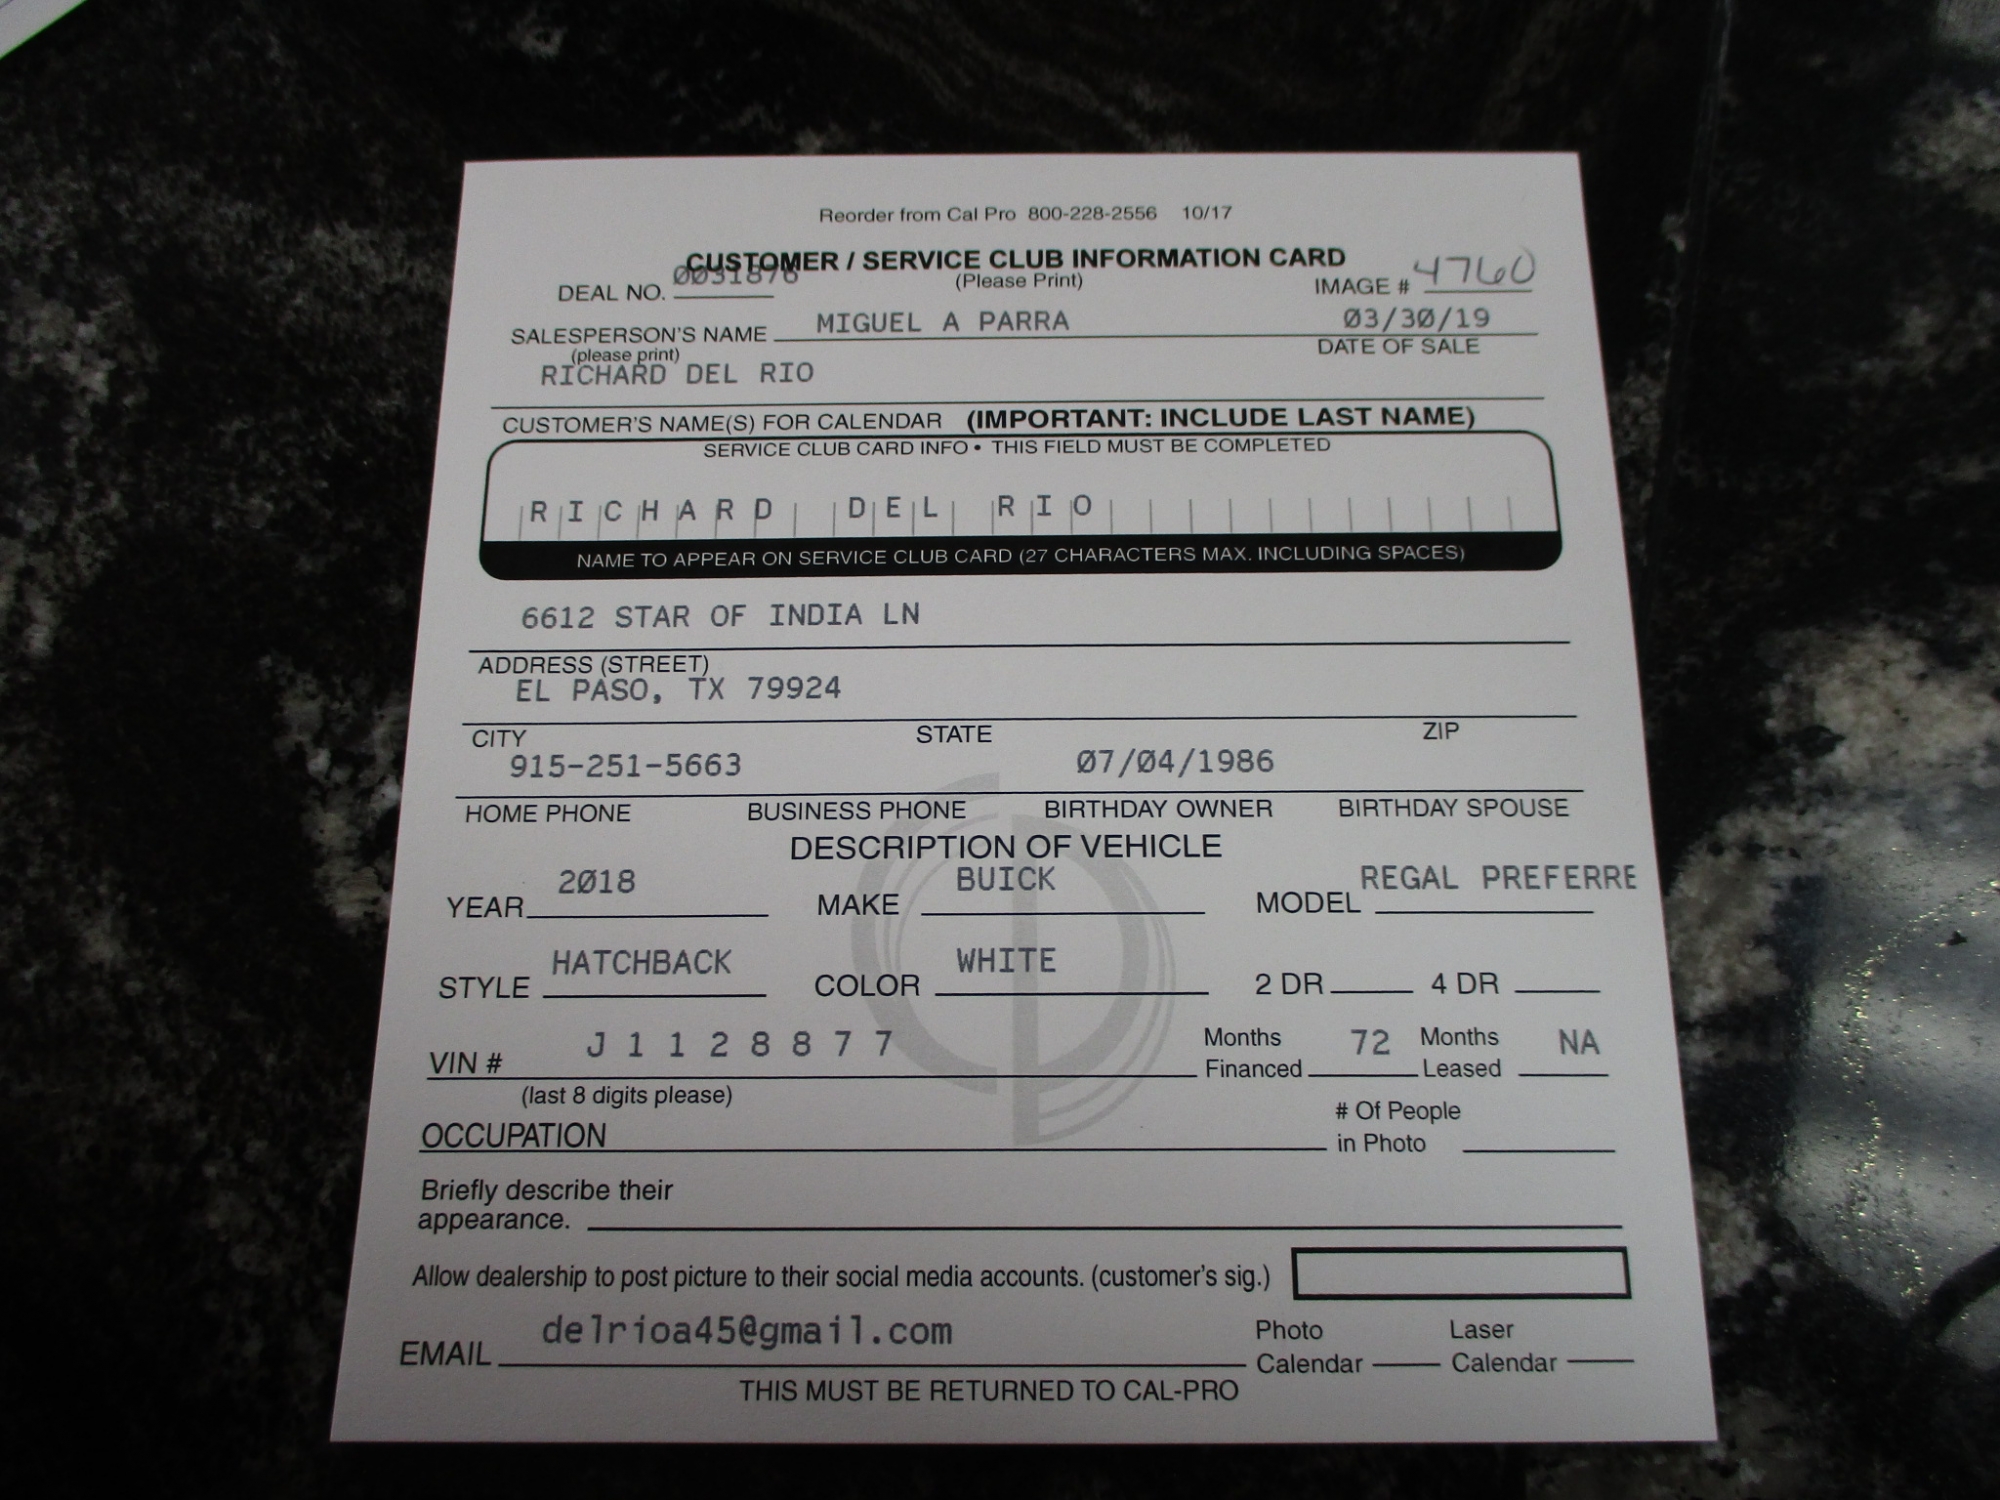 Reorder from Cal Pro 800-228-2556 10/17
CUSTOMER / SERVICE CLUB INFORMATION CARD
DEAL NO. 0031876 (Please Print) IMAGE # 4760
SALESPERSON'S NAME MIGUEL A PARRA 03/30/19
(please print) DATE OF SALE
RICHARD DEL RIO
CUSTOMER'S NAME(S) FOR CALENDAR (IMPORTANT: INCLUDE LAST NAME)
SERVICE CLUB CARD INFO • THIS FIELD MUST BE COMPLETED
RICHARD DEL RIO
NAME TO APPEAR ON SERVICE CLUB CARD (27 CHARACTERS MAX. INCLUDING SPACES)
6612 STAR OF INDIA LN
ADDRESS (STREET)
EL PASO, TX 79924
CITY STATE ZIP
915-251-5663 07/04/1986
HOME PHONE BUSINESS PHONE BIRTHDAY OWNER BIRTHDAY SPOUSE
DESCRIPTION OF VEHICLE
YEAR 2018 MAKE BUICK MODEL REGAL PREFERRE
STYLE HATCHBACK COLOR WHITE 2 DR 4 DR
VIN # J1128877 Months Financed 72 Months Leased NA
(last 8 digits please)
OCCUPATION # Of People in Photo
Briefly describe their
appearance.
Allow dealership to post picture to their social media accounts. (customer's sig.)
EMAIL delrioa45@gmail.com Photo Calendar Laser Calendar
THIS MUST BE RETURNED TO CAL-PRO